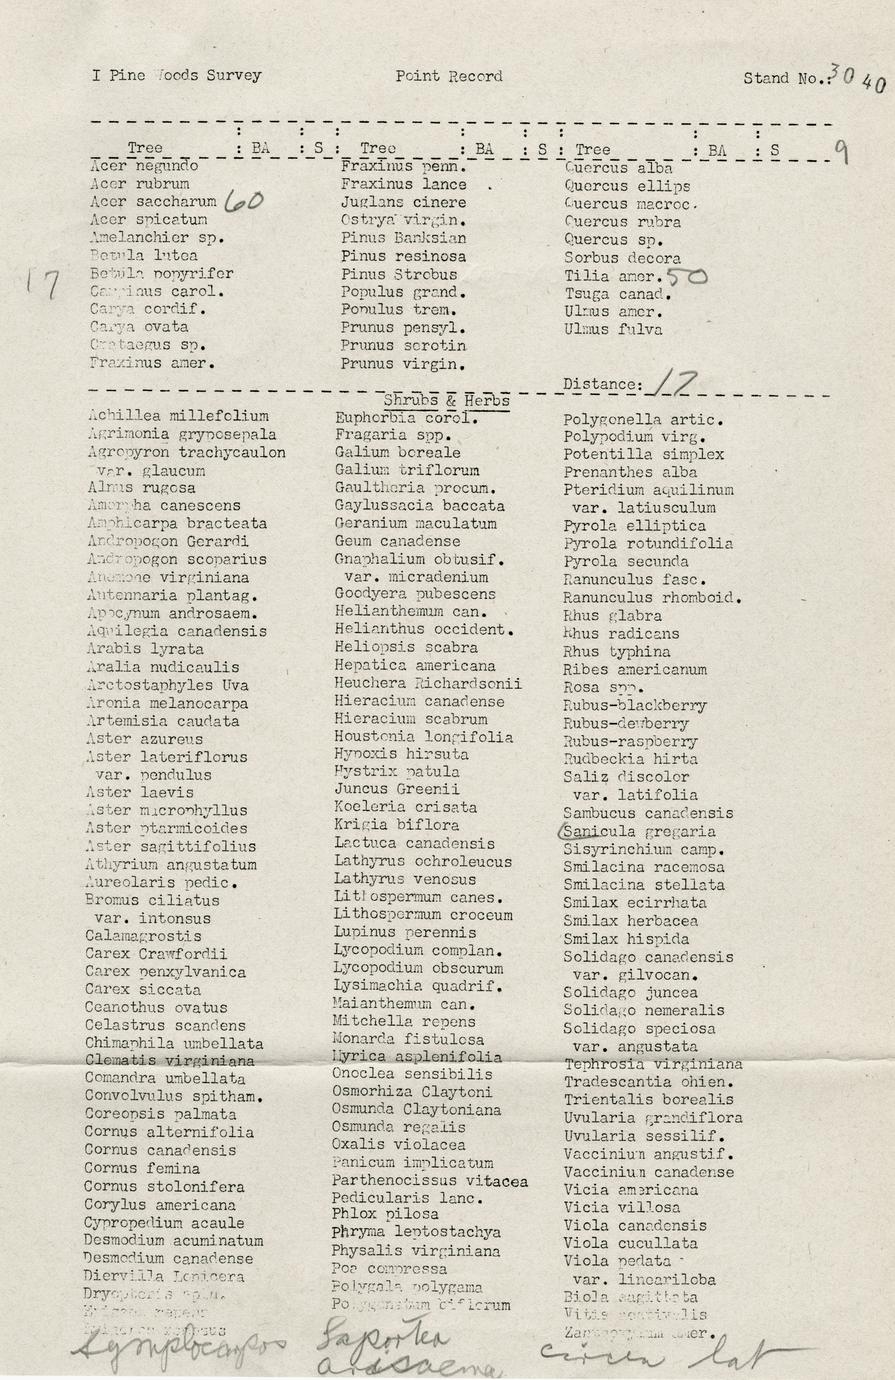 I Pine Woods Survey Point Record Stand No.: 30 40
Tree : BA : S : Tree : BA : S : Tree : BA : S 9
Acer negundo
Acer rubrum
Acer saccharum 60
Acer spicatum
Amelanchier sp.
Betula lutea
17 Betula popyrifer
Carpinus carol.
Carya cordif.
Carya ovata
Crataegus sp.
Fraxinus amer.
Fraxinus penn.
Fraxinus lance .
Juglans cinere
Ostrya virgin.
Pinus Banksian
Pinus resinosa
Pinus Strobus
Populus grand.
Populus trem.
Prunus pensyl.
Prunus serotin
Prunus virgin.
Quercus alba
Quercus ellips
Quercus macroc.
Quercus rubra
Quercus sp.
Sorbus decora
Tilia amer. 50
Tsuga canad.
Ulmus amer.
Ulmus fulva
Distance: 17
Shrubs & Herbs
Achillea millefolium
Agrimonia gryposepala
Agropyron trachycaulon
var. glaucum
Alnus rugosa
Amorpha canescens
Amphicarpa bracteata
Andropogon Gerardi
Andropogon scoparius
Anemone virginiana
Antennaria plantag.
Apocynum androsaem.
Aquilegia canadensis
Arabis lyrata
Aralia nudicaulis
Arctostaphyles Uva
Aronia melanocarpa
Artemisia caudata
Aster azureus
Aster lateriflorus
var. pendulus
Aster laevis
Aster macrophyllus
Aster ptarmicoides
Aster sagittifolius
Athyrium angustatum
Aureolaris pedic.
Bromus ciliatus
var. intonsus
Calamagrostis
Carex Crawfordii
Carex penxylvanica
Carex siccata
Ceanothus ovatus
Celastrus scandens
Chimaphila umbellata
Clematis virginiana
Comandra umbellata
Convolvulus spitham.
Coreopsis palmata
Cornus alternifolia
Cornus canadensis
Cornus femina
Cornus stolonifera
Corylus americana
Cypropedium acaule
Desmodium acuminatum
Desmodium canadense
Diervilla Lonicera
Dryopteris
Symplocarpos
Euphorbia corol.
Fragaria spp.
Galium boreale
Galium triflorum
Gaultheria procum.
Gaylussacia baccata
Geranium maculatum
Geum canadense
Gnaphalium obtusif.
var. micradenium
Goodyera pubescens
Helianthemum can.
Helianthus occident.
Heliopsis scabra
Hepatica americana
Heuchera Richardsonii
Hieracium canadense
Hieracium scabrum
Houstonia longifolia
Hypoxis hirsuta
Hystrix patula
Juncus Greenii
Koeleria crisata
Krigia biflora
Lactuca canadensis
Lathyrus ochroleucus
Lathyrus venosus
Lithospermum canes.
Lithospermum croceum
Lupinus perennis
Lycopodium complan.
Lycopodium obscurum
Lysimachia quadrif.
Maianthemum can.
Mitchella repens
Monarda fistulosa
Myrica asplenifolia
Onoclea sensibilis
Osmorhiza Claytoni
Osmunda Claytoniana
Osmunda regalis
Oxalis violacea
Panicum implicatum
Parthenocissus vitacea
Pedicularis lanc.
Phlox pilosa
Phryma leptostachya
Physalis virginiana
Poa compressa
Polygala polygama
Polygonatum biflorum
Laportea
Arisaema
Polygonella artic.
Polypodium virg.
Potentilla simplex
Prenanthes alba
Pteridium aquilinum
var. latiusculum
Pyrola elliptica
Pyrola rotundifolia
Pyrola secunda
Ranunculus fasc.
Ranunculus rhomboid.
Rhus glabra
Rhus radicans
Rhus typhina
Ribes americanum
Rosa spp.
Rubus-blackberry
Rubus-dewberry
Rubus-raspberry
Rudbeckia hirta
Saliz discolor
var. latifolia
Sambucus canadensis
Sanicula gregaria
Sisyrinchium camp.
Smilacina racemosa
Smilacina stellata
Smilax ecirrhata
Smilax herbacea
Smilax hispida
Solidago canadensis
var. gilvocan.
Solidago juncea
Solidago nemeralis
Solidago speciosa
var. angustata
Tephrosia virginiana
Tradescantia ohien.
Trientalis borealis
Uvularia grandiflora
Uvularia sessilif.
Vaccinium angustif.
Vaccinium canadense
Vicia americana
Vicia villosa
Viola canadensis
Viola cucullata
Viola pedata
var. lineariloba
Biola sagittata
Vitis aestivalis
Zanthoxylum amer.
circea lat